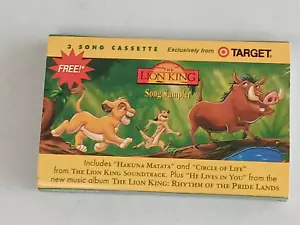 3 SONG CASSETTE Exclusively from TARGET
FREE!*
THE
LION KING
Song Sampler
Includes "HAKUNA MATATA" and "CIRCLE OF LIFE"
from THE LION KING SOUNDTRACK. Plus "HE LIVES IN YOU" from the
new music album THE LION KING: RHYTHM OF THE PRIDE LANDS